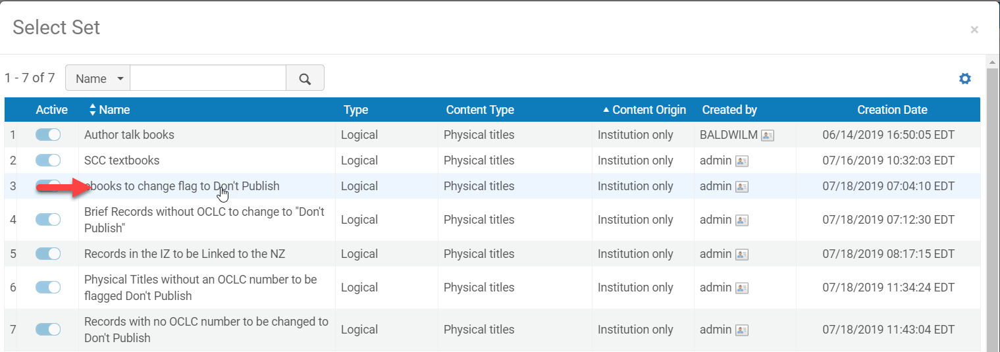 Select Set
×
1 - 7 of 7 Name
Active Name Type Content Type Content Origin Created by Creation Date
1 Author talk books Logical Physical titles Institution only BALDWILM 06/14/2019 16:50:05 EDT
2 SCC textbooks Logical Physical titles Institution only admin 07/16/2019 10:32:03 EDT
3 ebooks to change flag to Don't Publish Logical Physical titles Institution only admin 07/18/2019 07:04:10 EDT
4 Brief Records without OCLC to change to "Don't Logical Physical titles Institution only admin 07/18/2019 07:12:30 EDT
Publish"
5 Records in the IZ to be Linked to the NZ Logical Physical titles Institution only admin 07/18/2019 08:17:15 EDT
6 Physical Titles without an OCLC number to be Logical Physical titles Institution only admin 07/18/2019 11:34:24 EDT
flagged Don't Publish
7 Records with no OCLC number to be changed to Logical Physical titles Institution only admin 07/18/2019 11:43:04 EDT
Don't Publish